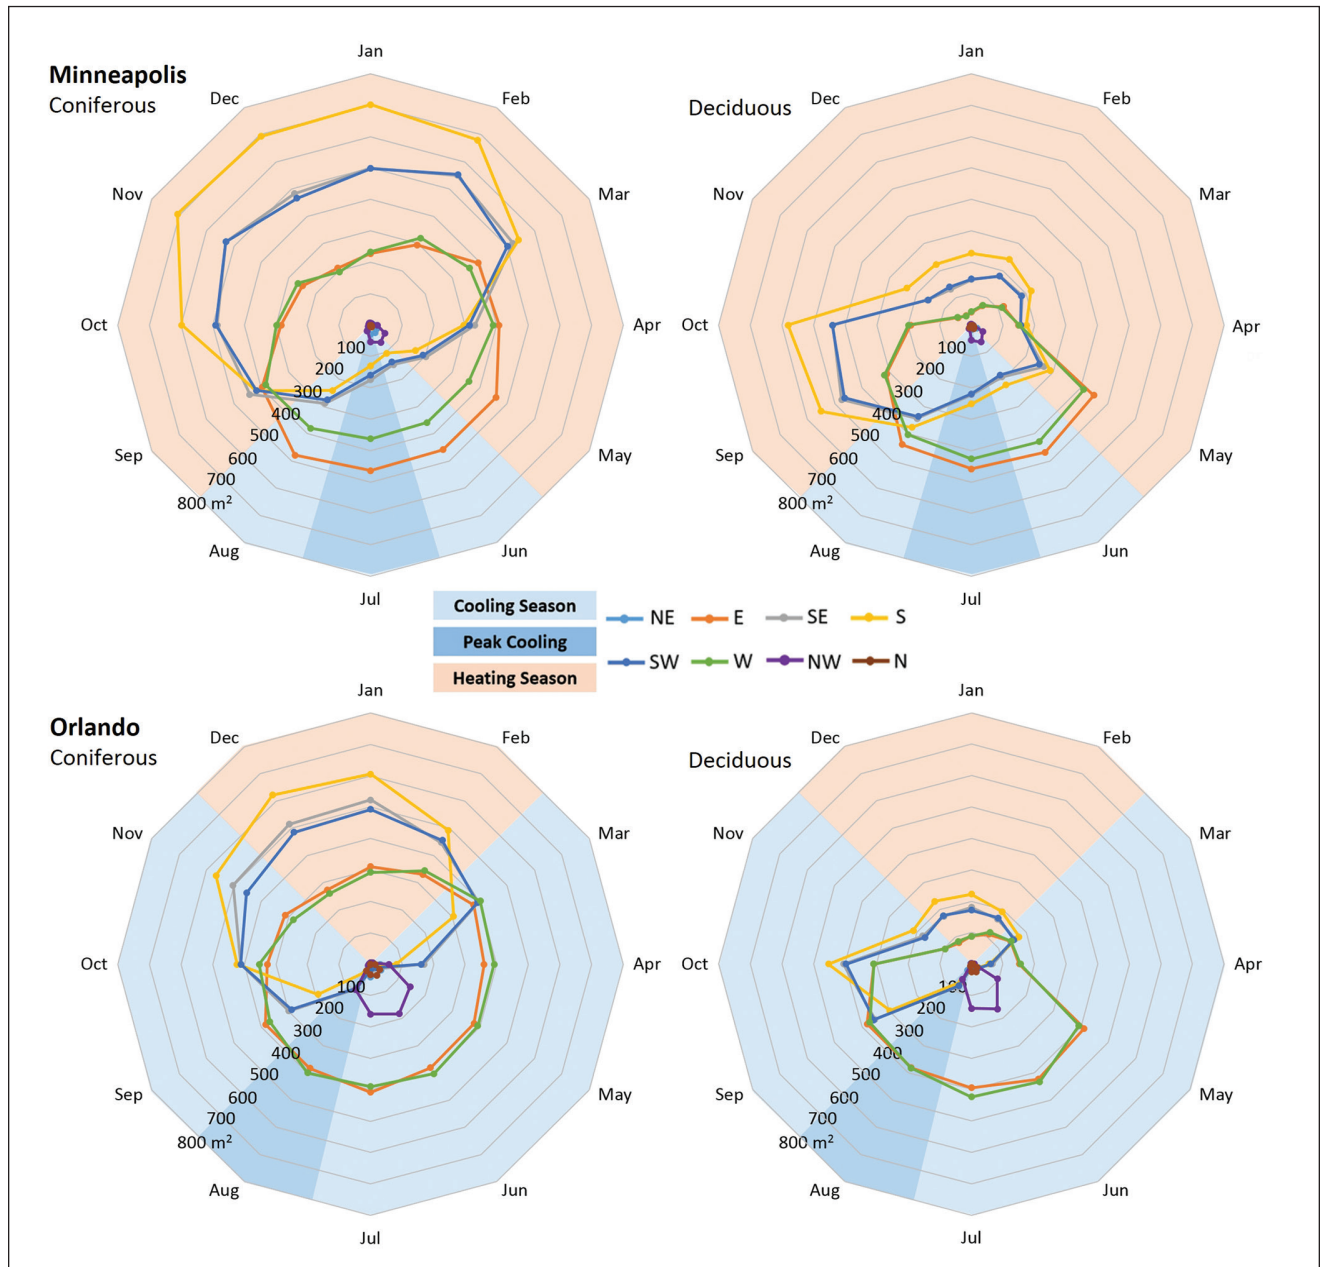 Minneapolis
Coniferous
Jan
Feb
Mar
Apr
May
Jun
Jul
Aug
Sep
Oct
Nov
Dec
100
200
300
400
500
600
700
800 m²
Deciduous
Jan
Feb
Mar
Apr
May
Jun
Jul
Aug
Sep
Oct
Nov
Dec
100
200
300
400
500
600
700
800 m²
Cooling Season
Peak Cooling
Heating Season
NE E SE S
SW W NW N
Orlando
Coniferous
Jan
Feb
Mar
Apr
May
Jun
Jul
Aug
Sep
Oct
Nov
Dec
100
200
300
400
500
600
700
800 m²
Deciduous
Jan
Feb
Mar
Apr
May
Jun
Jul
Aug
Sep
Oct
Nov
Dec
100
200
300
400
500
600
700
800 m²